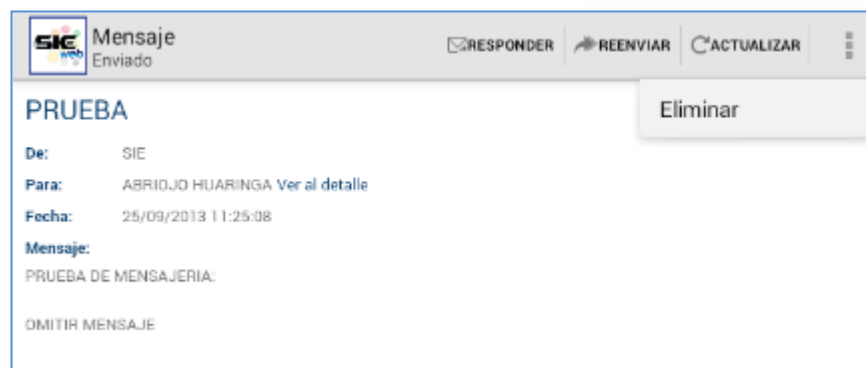 SIE web
Mensaje
Enviado
RESPONDER
REENVIAR
ACTUALIZAR
Eliminar
PRUEBA
De: SIE
Para: ABRIOJO HUARINGA Ver al detalle
Fecha: 25/09/2013 11:25:08
Mensaje:
PRUEBA DE MENSAJERIA:
OMITIR MENSAJE